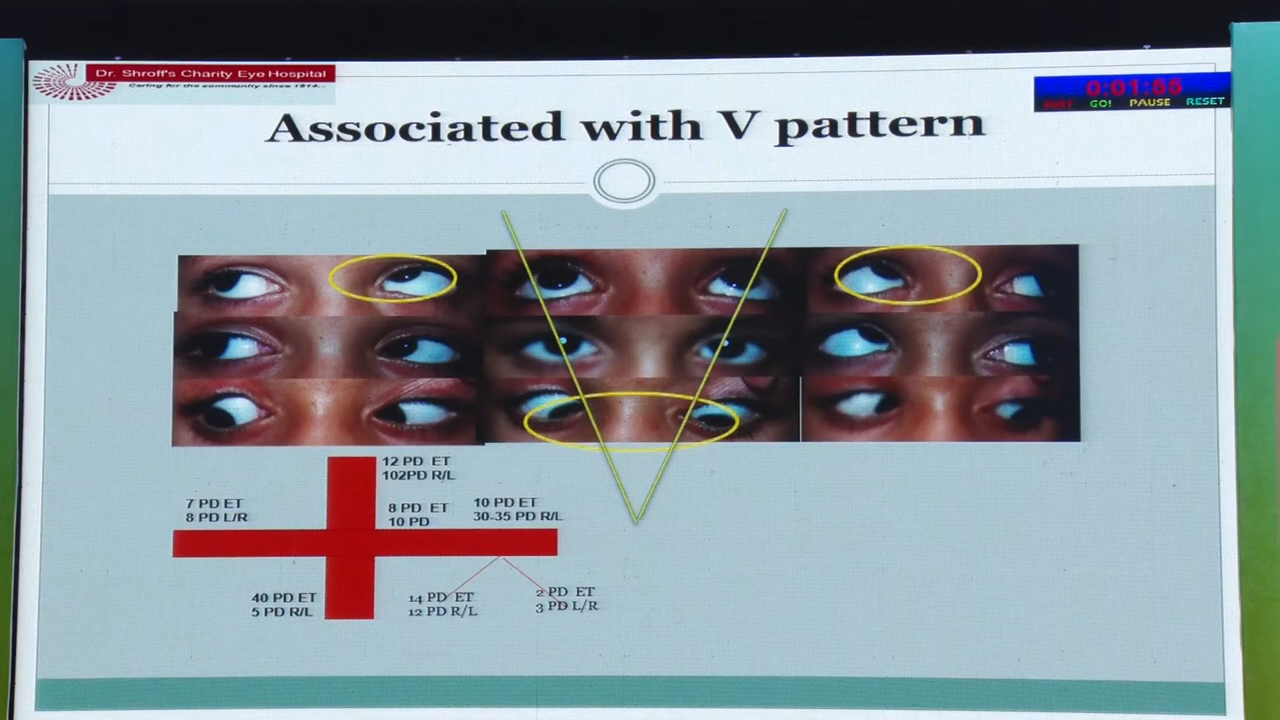 Dr. Shroff's Charity Eye Hospital
Caring for the community since 1914...
0:01:55
GO! PAUSE RESET
Associated with V pattern
12 PD ET
102PD R/L
7 PD ET
8 PD L/R
8 PD ET
10 PD
10 PD ET
30-35 PD R/L
40 PD ET
5 PD R/L
14 PD ET
12 PD R/L
2 PD ET
3 PD L/R